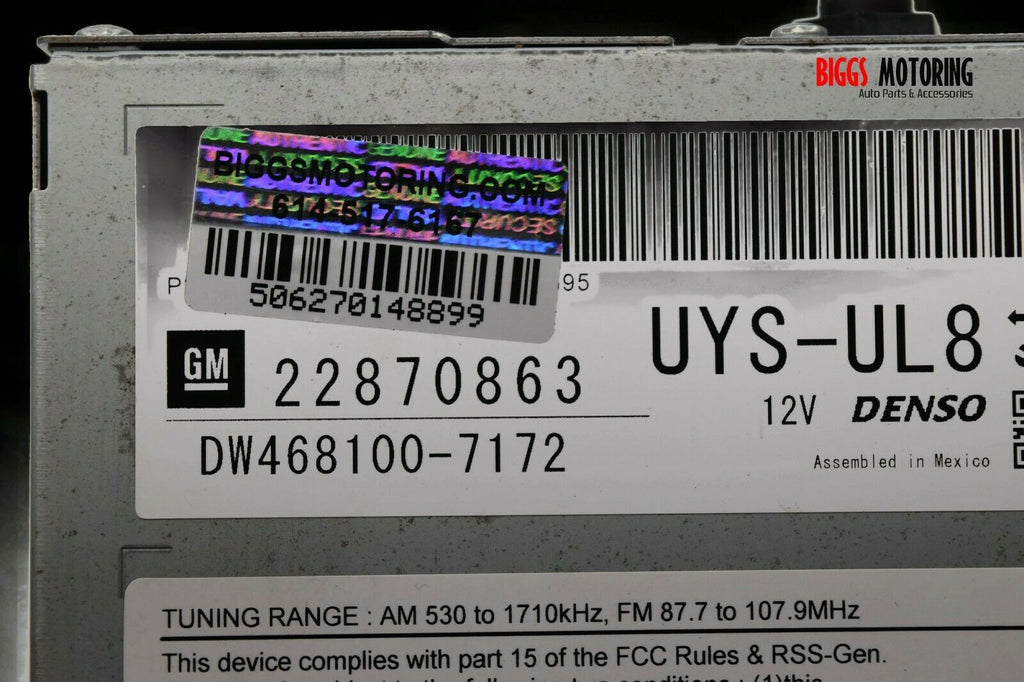 BIGGS MOTORING
Auto Parts & Accessories
BIGGSMOTORING.COM
614-517-6167
SECURE
506270148899
P
95
GM
22870863
UYS-UL8
12V DENSO
DW468100-7172
Assembled in Mexico
TUNING RANGE : AM 530 to 1710kHz, FM 87.7 to 107.9MHz
This device complies with part 15 of the FCC Rules & RSS-Gen.